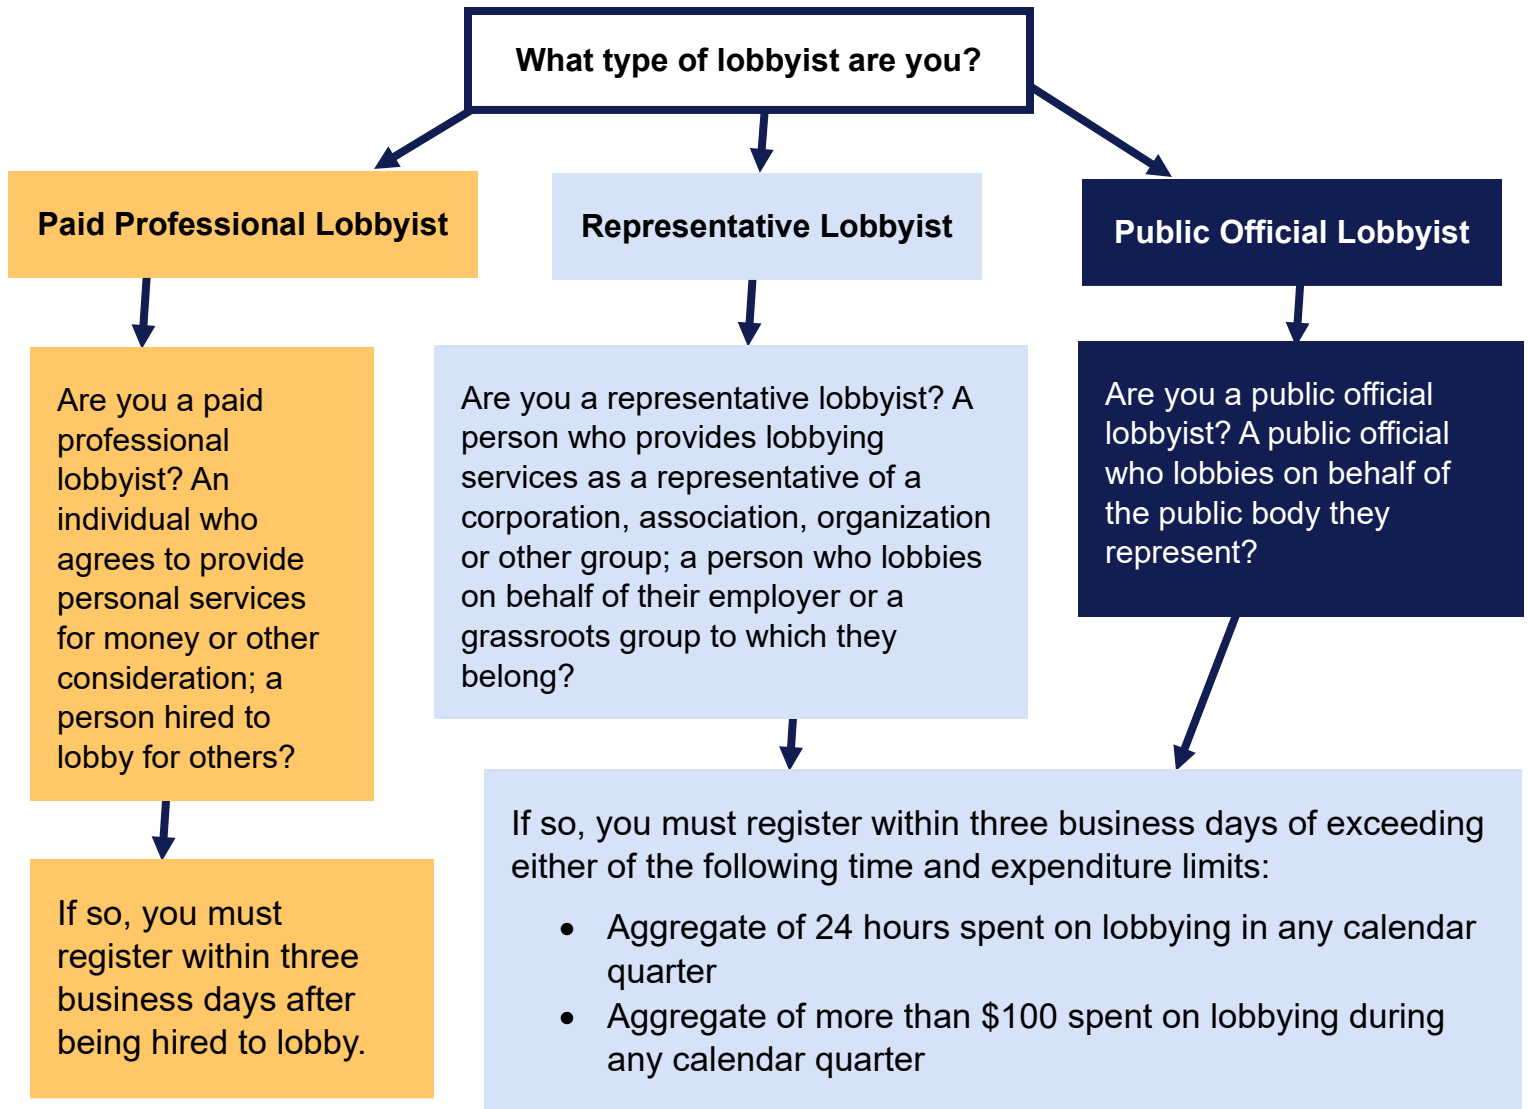 What type of lobbyist are you?
Paid Professional Lobbyist
Representative Lobbyist
Public Official Lobbyist
Are you a paid
professional
lobbyist? An
individual who
agrees to provide
personal services
for money or other
consideration; a
person hired to
lobby for others?
Are you a representative lobbyist? A
person who provides lobbying
services as a representative of a
corporation, association, organization
or other group; a person who lobbies
on behalf of their employer or a
grassroots group to which they
belong?
Are you a public official
lobbyist? A public official
who lobbies on behalf of
the public body they
represent?
If so, you must
register within three
business days after
being hired to lobby.
If so, you must register within three business days of exceeding
either of the following time and expenditure limits:
• Aggregate of 24 hours spent on lobbying in any calendar
quarter
• Aggregate of more than $100 spent on lobbying during
any calendar quarter